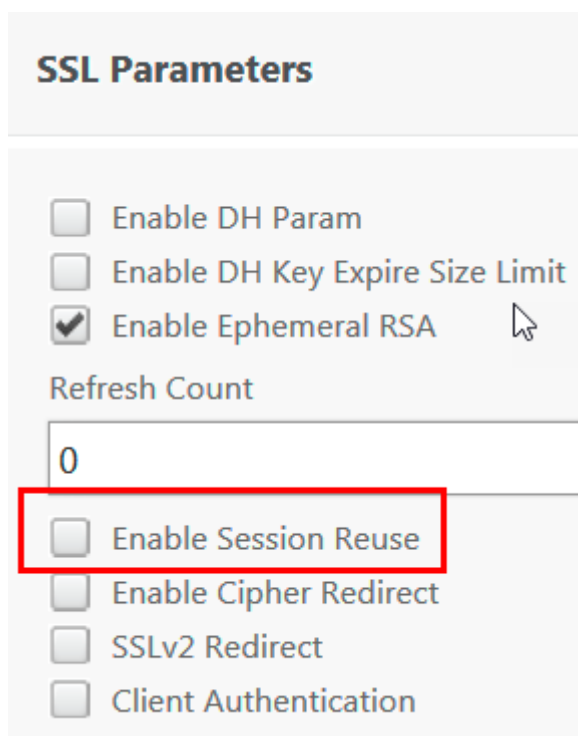 SSL Parameters
Enable DH Param
Enable DH Key Expire Size Limit
Enable Ephemeral RSA
Refresh Count
0
Enable Session Reuse
Enable Cipher Redirect
SSLv2 Redirect
Client Authentication